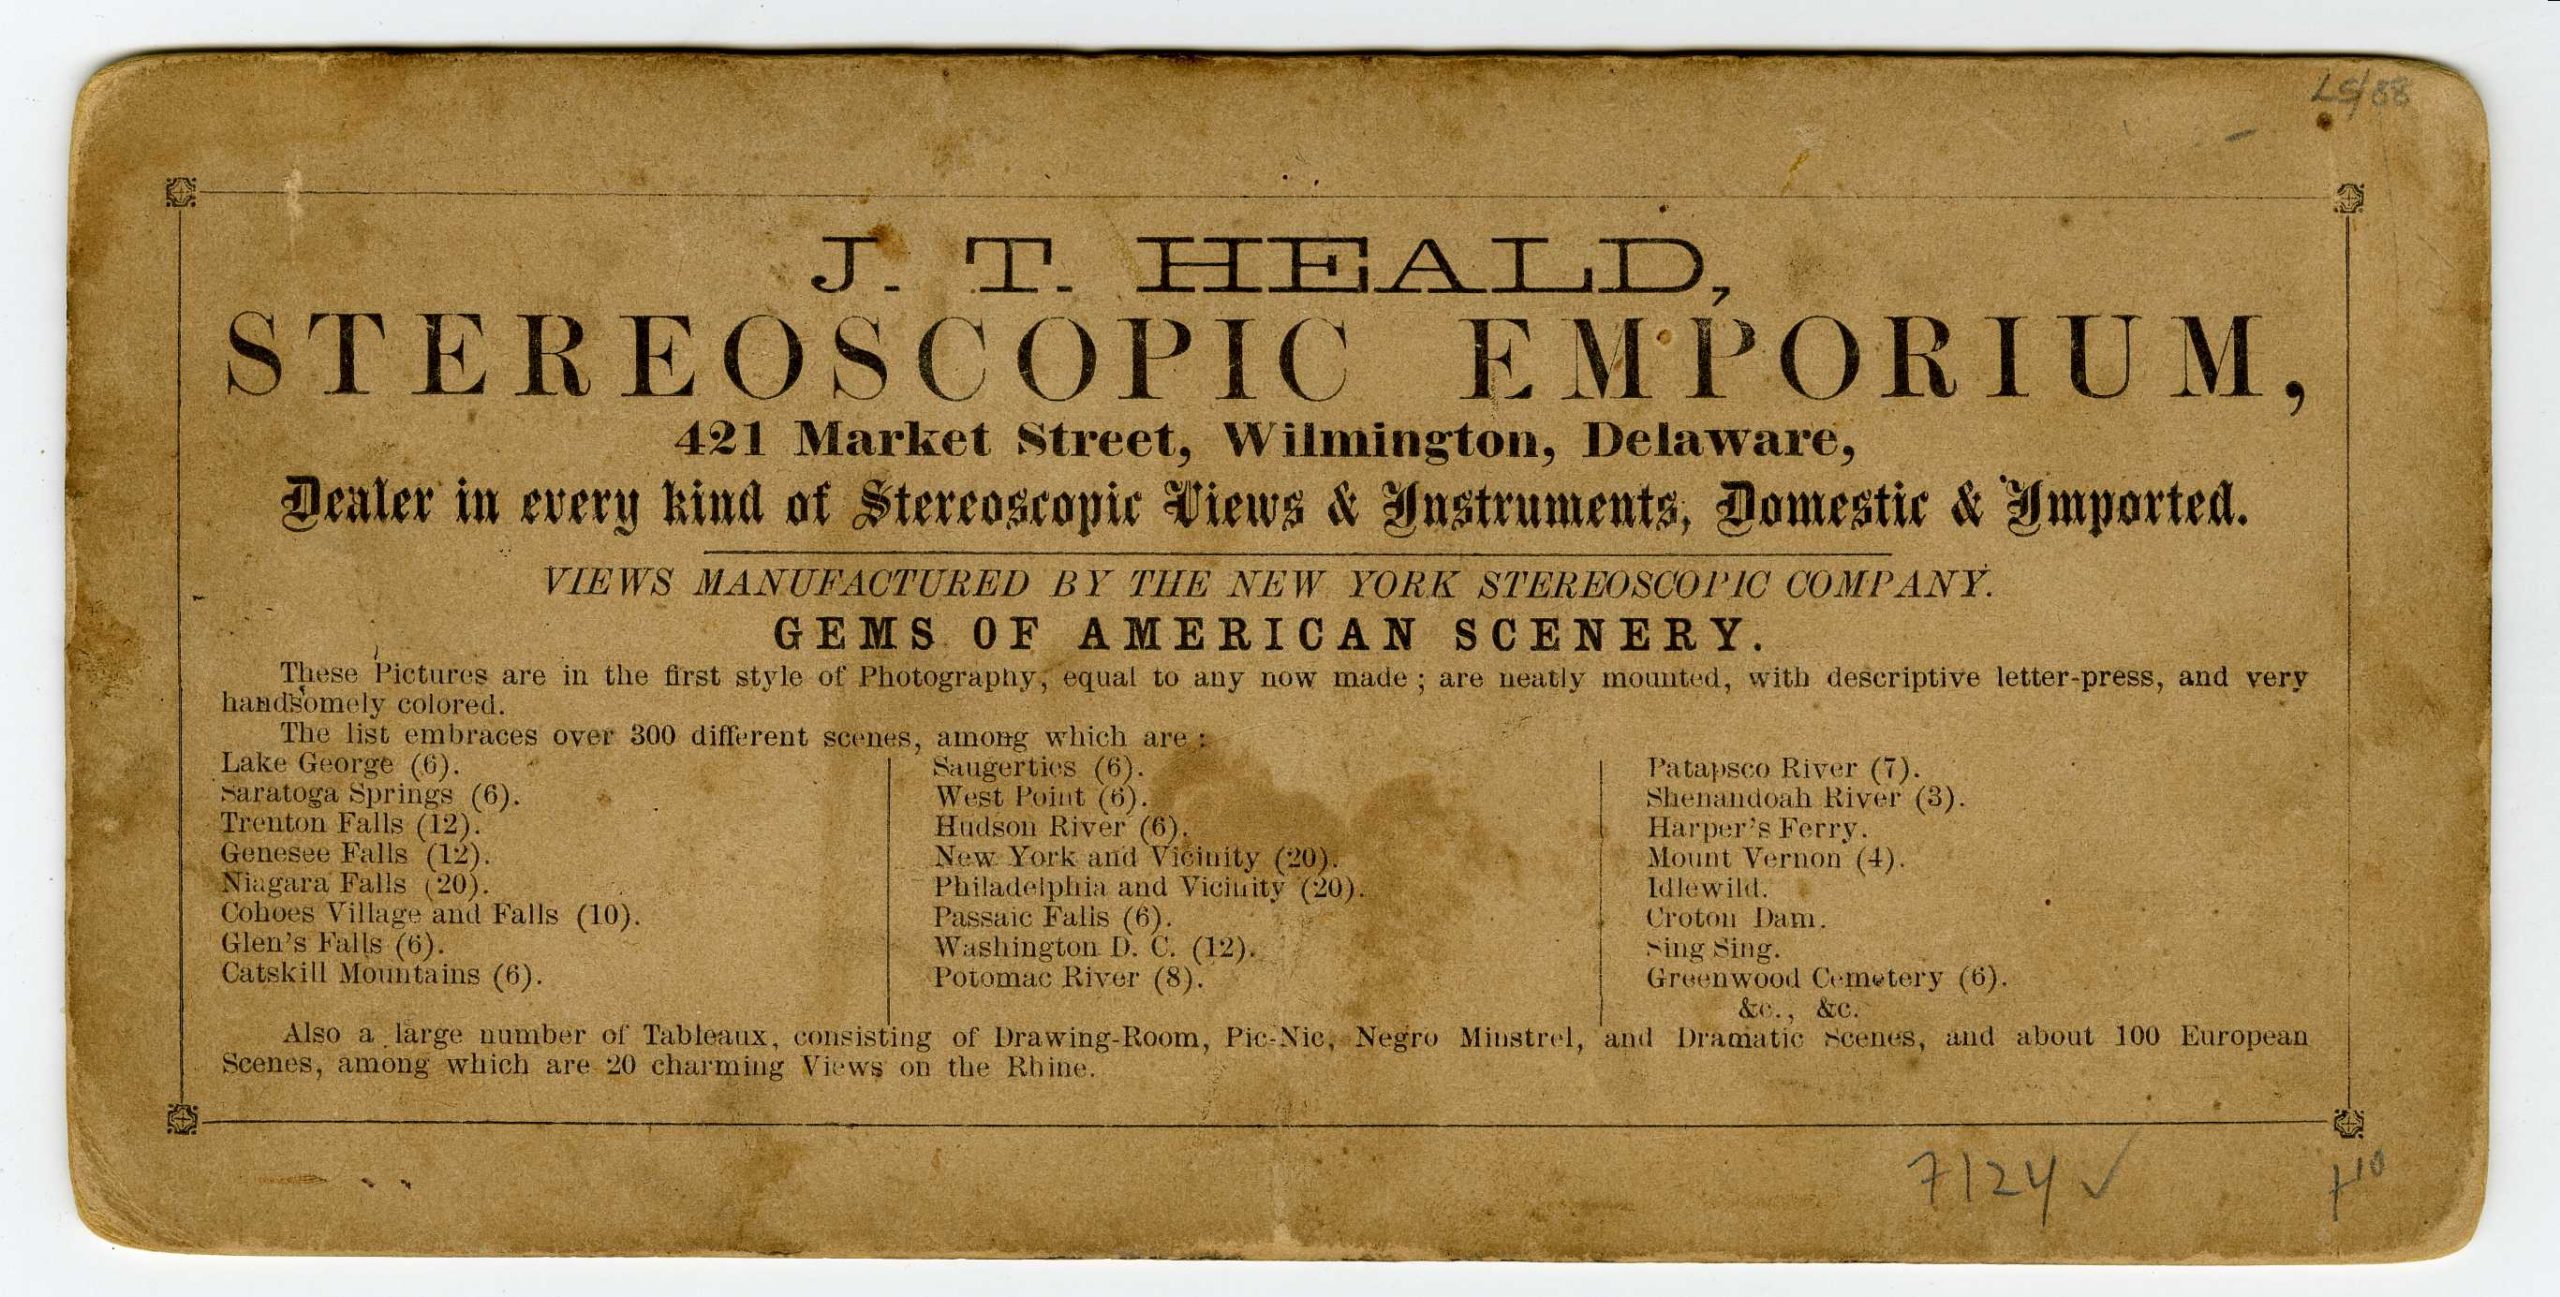 LS/88
J. T. HEALD,
STEREOSCOPIC EMPORIUM,
421 Market Street, Wilmington, Delaware,
Dealer in every kind of Stereoscopic Views & Instruments, Domestic & Imported.
VIEWS MANUFACTURED BY THE NEW YORK STEREOSCOPIC COMPANY.
GEMS OF AMERICAN SCENERY.
These Pictures are in the first style of Photography, equal to any now made; are neatly mounted, with descriptive letter-press, and very
handsomely colored.
The list embraces over 300 different scenes, among which are:
Lake George (6).
Saratoga Springs (6).
Trenton Falls (12).
Genesee Falls (12).
Niagara Falls (20).
Cohoes Village and Falls (10).
Glen's Falls (6).
Catskill Mountains (6).
Saugerties (6).
West Point (6).
Hudson River (6).
New York and Vicinity (20).
Philadelphia and Vicinity (20).
Passaic Falls (6).
Washington D. C. (12).
Potomac River (8).
Patapsco River (7).
Shenandoah River (3).
Harper's Ferry.
Mount Vernon (4).
Idlewild.
Croton Dam.
Sing Sing.
Greenwood Cemetery (6).
&c., &c.
Also a large number of Tableaux, consisting of Drawing-Room, Pic-Nic, Negro Minstrel, and Dramatic Scenes, and about 100 European
Scenes, among which are 20 charming Views on the Rhine.
7124 ✓